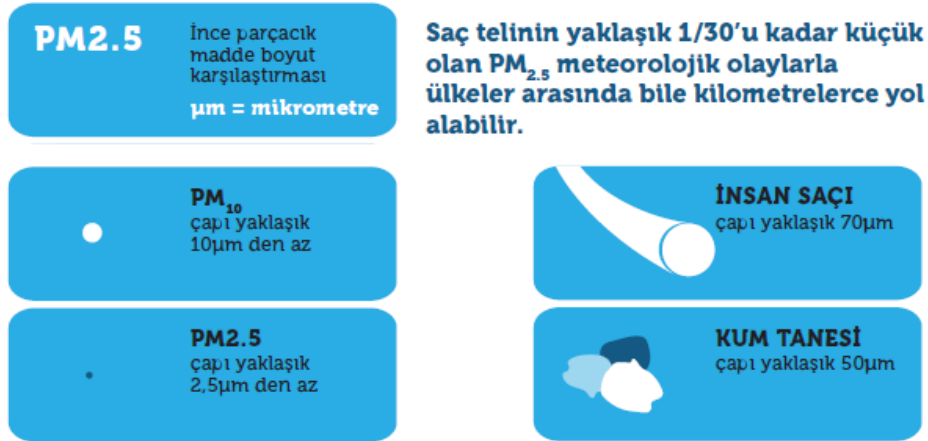 PM2.5
İnce parçacık
madde boyut
karşılaştırması
µm = mikrometre
Saç telinin yaklaşık 1/30’u kadar küçük
olan PM2.5 meteorolojik olaylarla
ülkeler arasında bile kilometrelerce yol
alabilir.
PM10
çapı yaklaşık
10µm den az
İNSAN SAÇI
çapı yaklaşık 70µm
PM2.5
çapı yaklaşık
2,5µm den az
KUM TANESİ
çapı yaklaşık 50µm